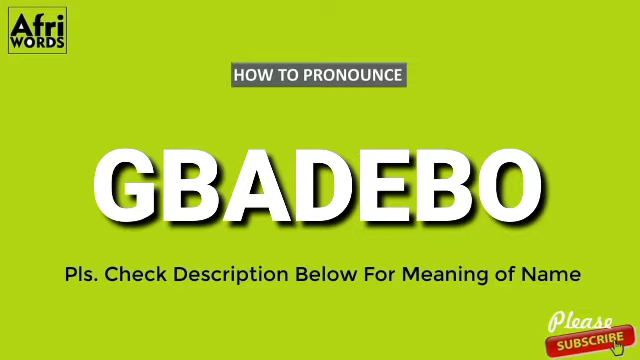 Afri
WORDS
HOW TO PRONOUNCE
GBADEBO
Pls. Check Description Below For Meaning of Name
Please
SUBSCRIBE